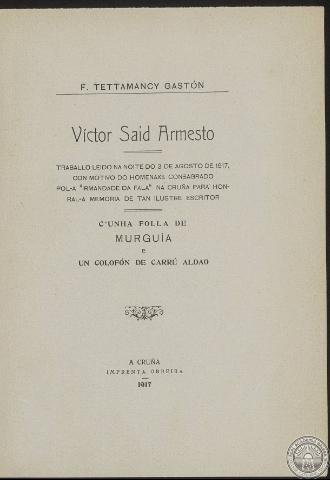 F. TETTAMANCY GASTÓN
Víctor Said Armesto
TRABALLO LEIDO NA NOITE DO 3 DE AGOSTO DE 1917,
CON MOTIVO DO HOMENAXE CONSAGRADO
POL-A "IRMANDADE DA FALA" NA CRUÑA PARA HON-
RAL-A MEMORIA DE TAN ILUSTRE ESCRITOR
C'UNHA FOLLA DE
MURGUÍA
E
UN COLOFÓN DE CARRÉ ALDAO
A CRUÑA
IMPRENTA OBREIRA
1917